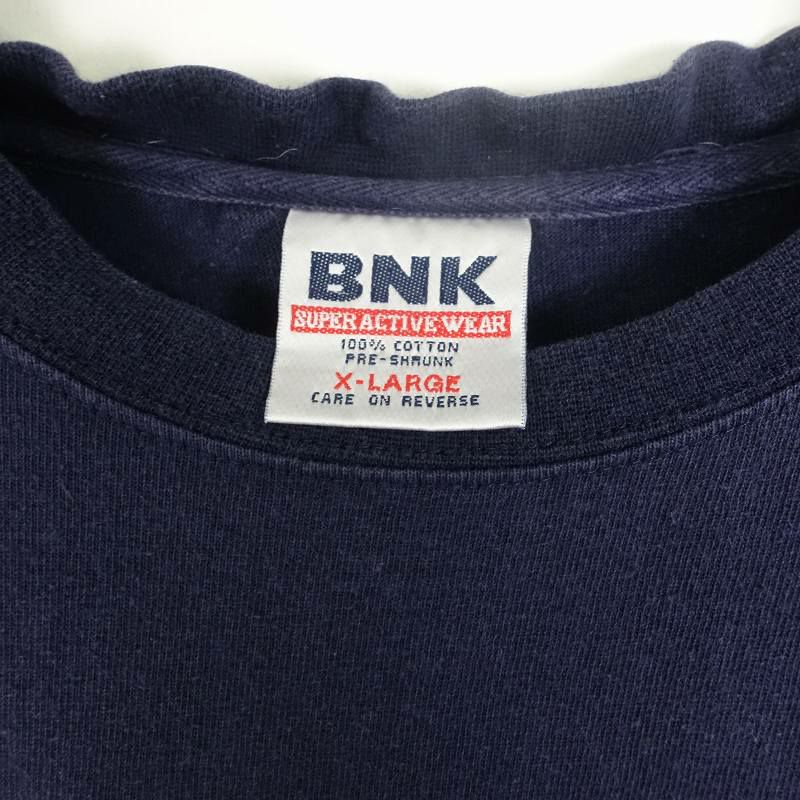 BNK
SUPER ACTIVE WEAR
100% COTTON
PRE-SHRUNK
X-LARGE
CARE ON REVERSE